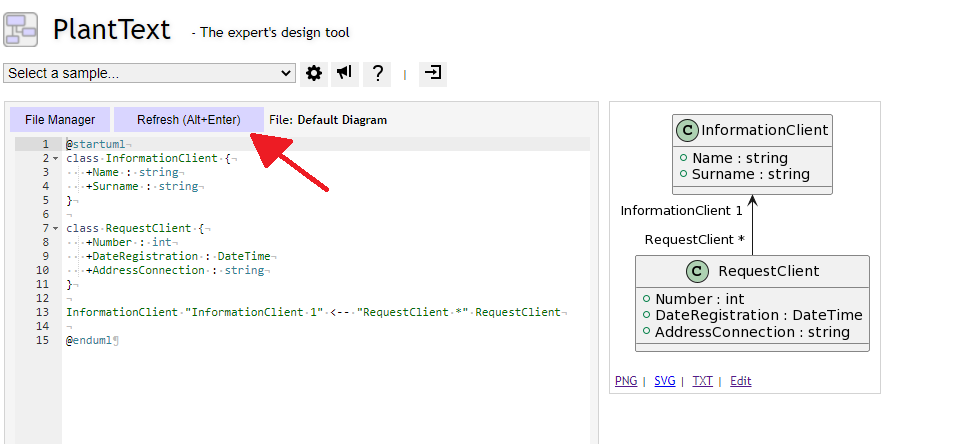 PlantText - The expert's design tool
Select a sample... ? |
File Manager Refresh (Alt+Enter) File: Default Diagram
1 @startuml
2 class InformationClient {
3 +Name : string
4 +Surname : string
5 }
6
7 class RequestClient {
8 +Number : int
9 +DateRegistration : DateTime
10 +AddressConnection : string
11 }
12
13 InformationClient "InformationClient 1" <-- "RequestClient *" RequestClient
14
15 @enduml¶
C InformationClient
Name : string
Surname : string
InformationClient 1
RequestClient *
C RequestClient
Number : int
DateRegistration : DateTime
AddressConnection : string
PNG | SVG | TXT | Edit